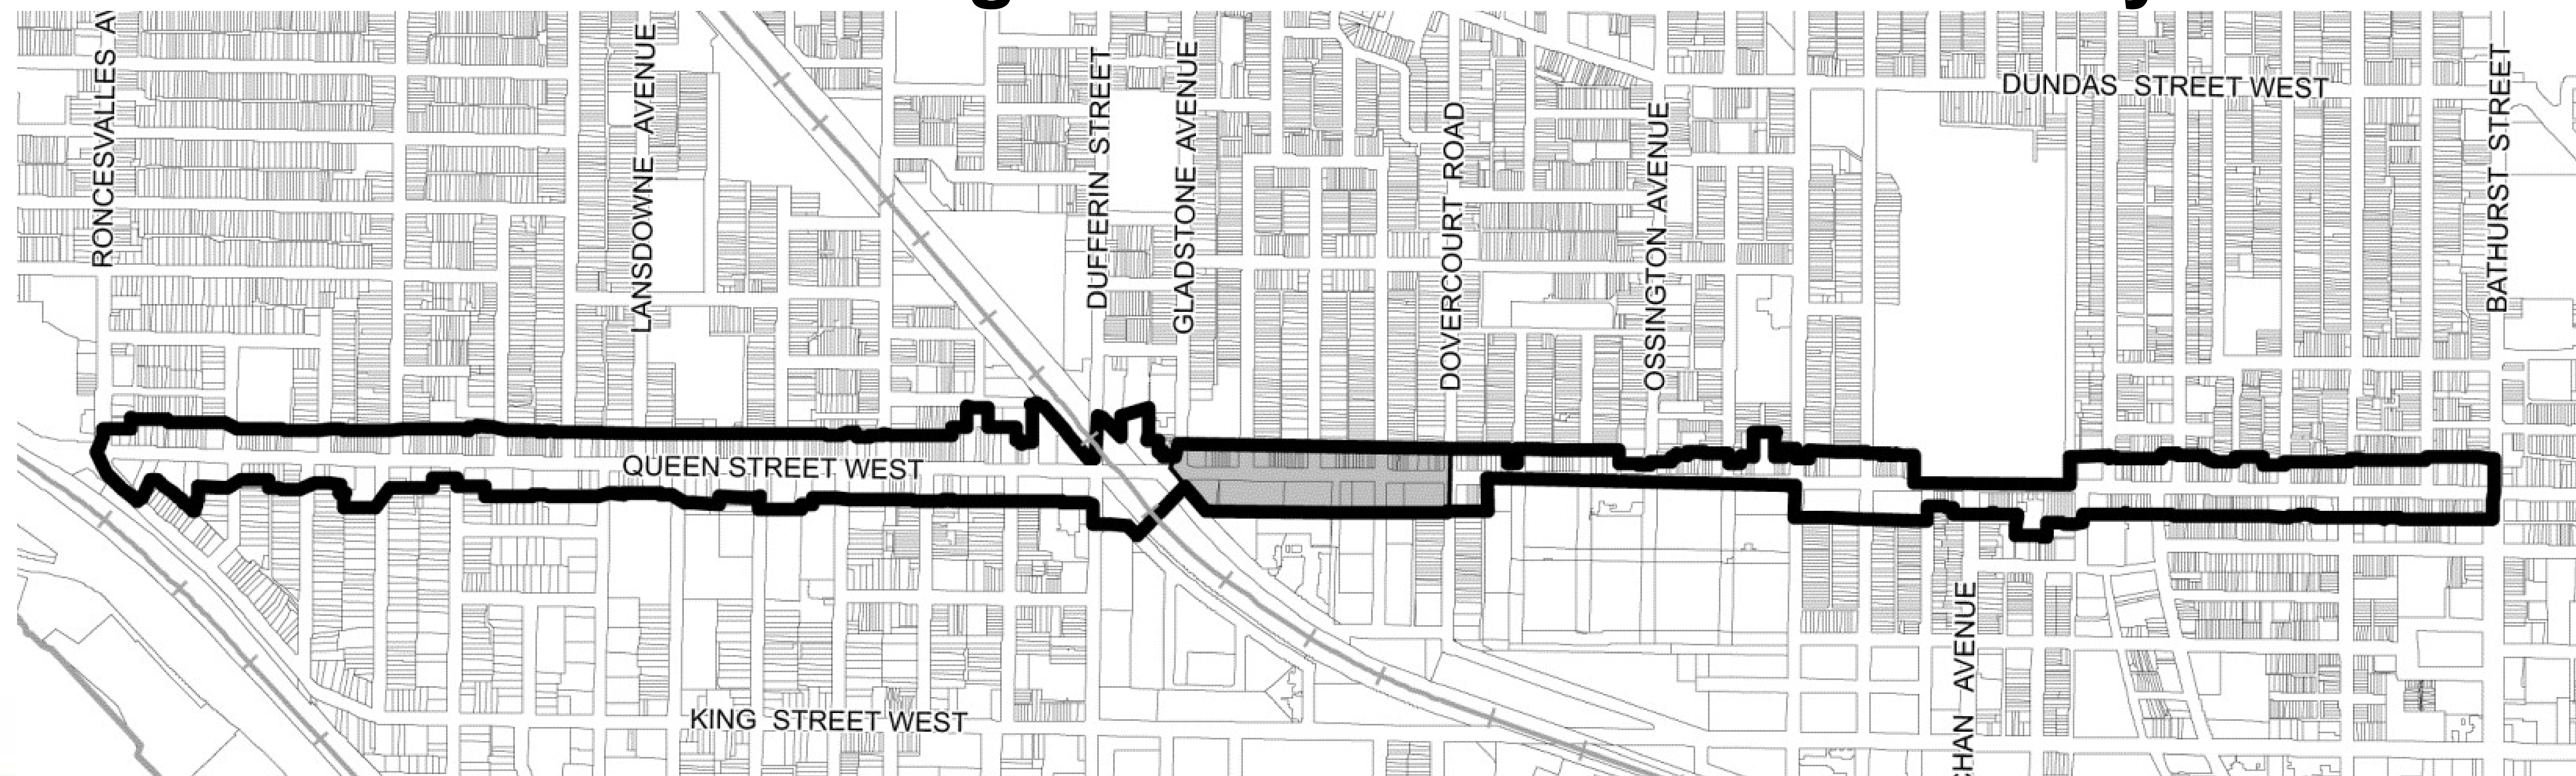 RONCESVALLES AV
LANSDOWNE AVENUE
DUFFERIN STREET
GLADSTONE AVENUE
DOVERCOURT ROAD
OSSINGTON AVENUE
DUNDAS STREET WEST
BATHURST STREET
QUEEN STREET WEST
KING STREET WEST
HAN AVENUE